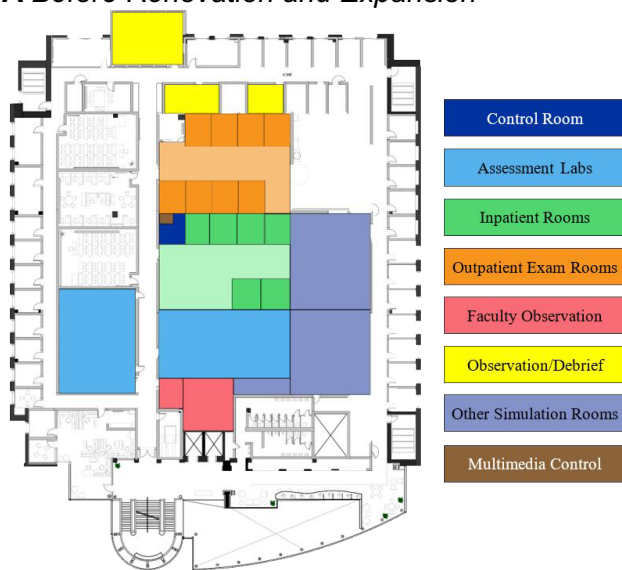 A Before Renovation and Expansion
Control Room
Assessment Labs
Inpatient Rooms
Outpatient Exam Rooms
Faculty Observation
Observation/Debrief
Other Simulation Rooms
Multimedia Control